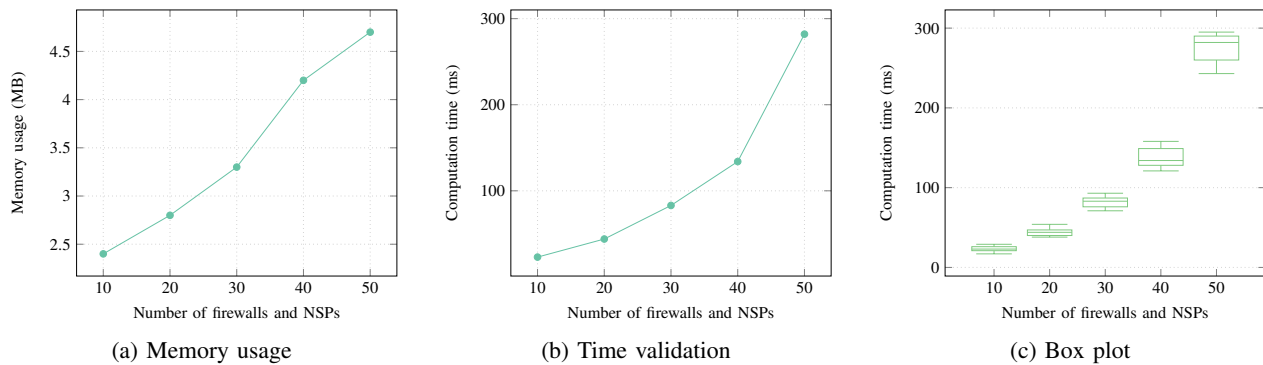 4.5
4
3.5
3
2.5
10 20 30 40 50
Memory usage (MB)
Number of firewalls and NSPs
(a) Memory usage
300
200
100
10 20 30 40 50
Computation time (ms)
Number of firewalls and NSPs
(b) Time validation
300
200
100
0
10 20 30 40 50
Computation time (ms)
Number of firewalls and NSPs
(c) Box plot